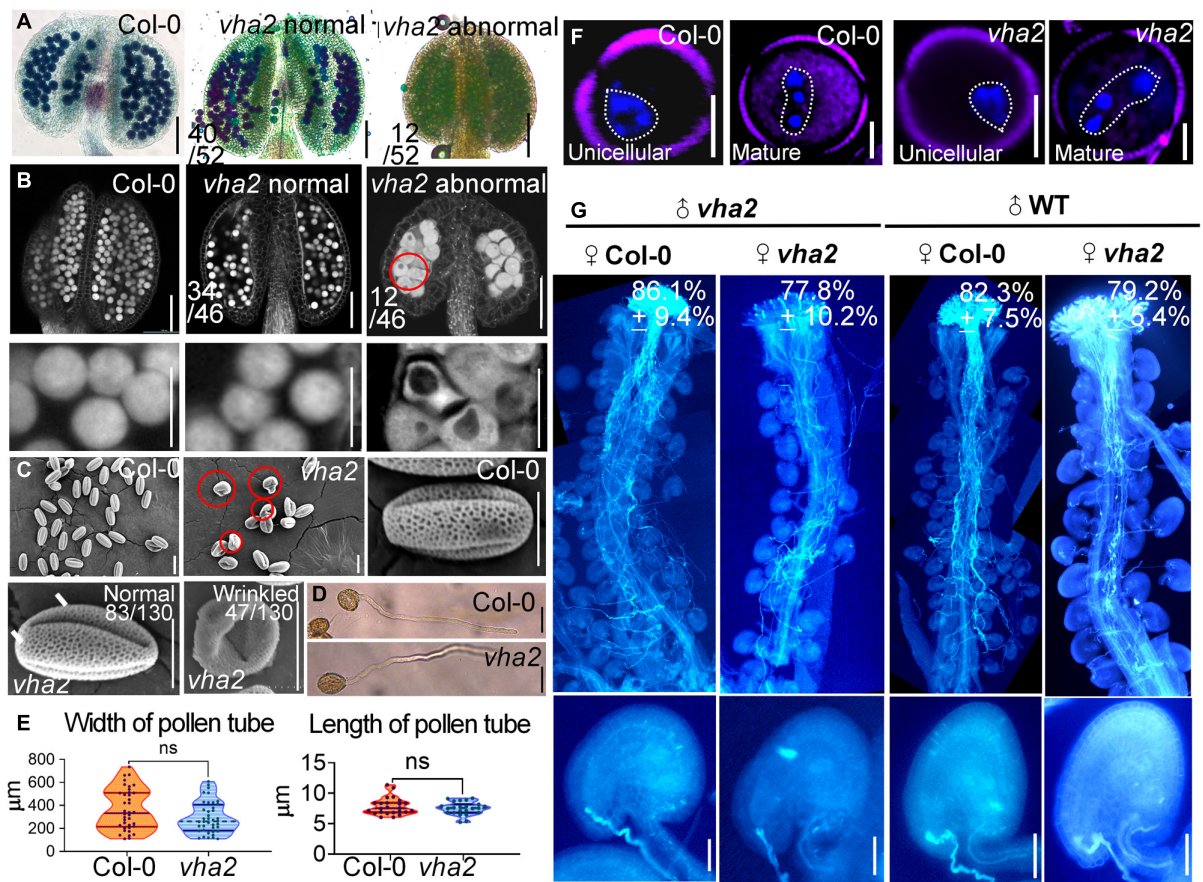 A
Col-0
vha2 normal
vha2 abnormal
40
/52
12
/52
B
Col-0
vha2 normal
vha2 abnormal
34
/46
12
/46
C
Col-0
vha2
Col-0
Normal
83/130
vha2
Wrinkled
47/130
vha2
D
Col-0
vha2
E
Width of pollen tube
ns
800
600
400
200
0
μm
Col-0
vha2
Length of pollen tube
ns
15
10
5
0
μm
Col-0
vha2
F
Col-0
Unicellular
Col-0
Mature
vha2
Unicellular
vha2
Mature
G
♂ vha2
♂ WT
♀ Col-0
♀ vha2
♀ Col-0
♀ vha2
86.1%
± 9.4%
77.8%
± 10.2%
82.3%
± 7.5%
79.2%
± 5.4%